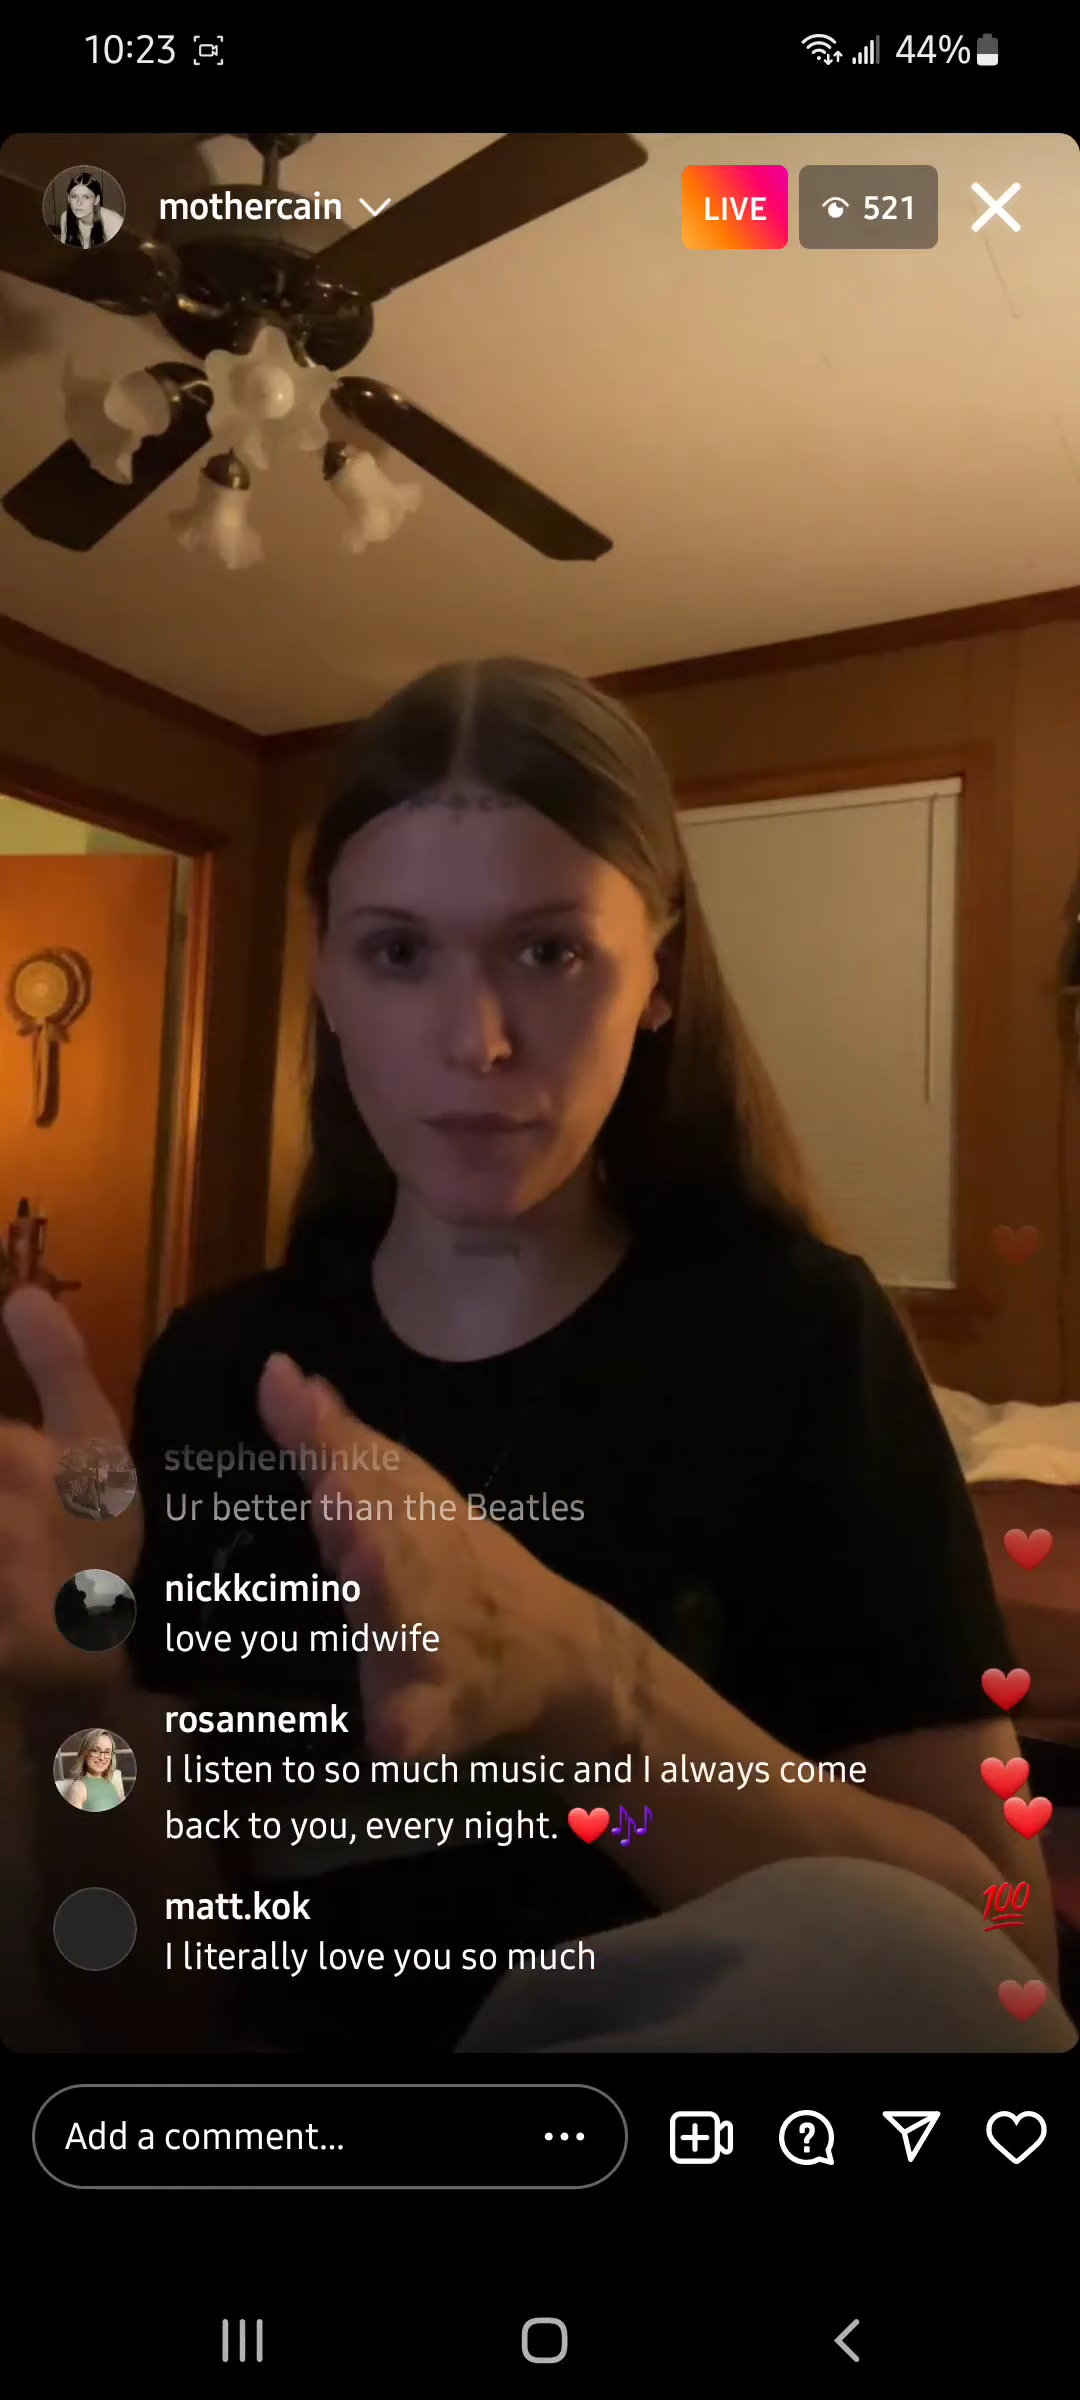 10:23
44%
mothercain
LIVE
521
stephenhinkle
Ur better than the Beatles
nickkcimino
love you midwife
rosannemk
I listen to so much music and I always come
back to you, every night. ❤️🎶
matt.kok
I literally love you so much
💯
Add a comment...